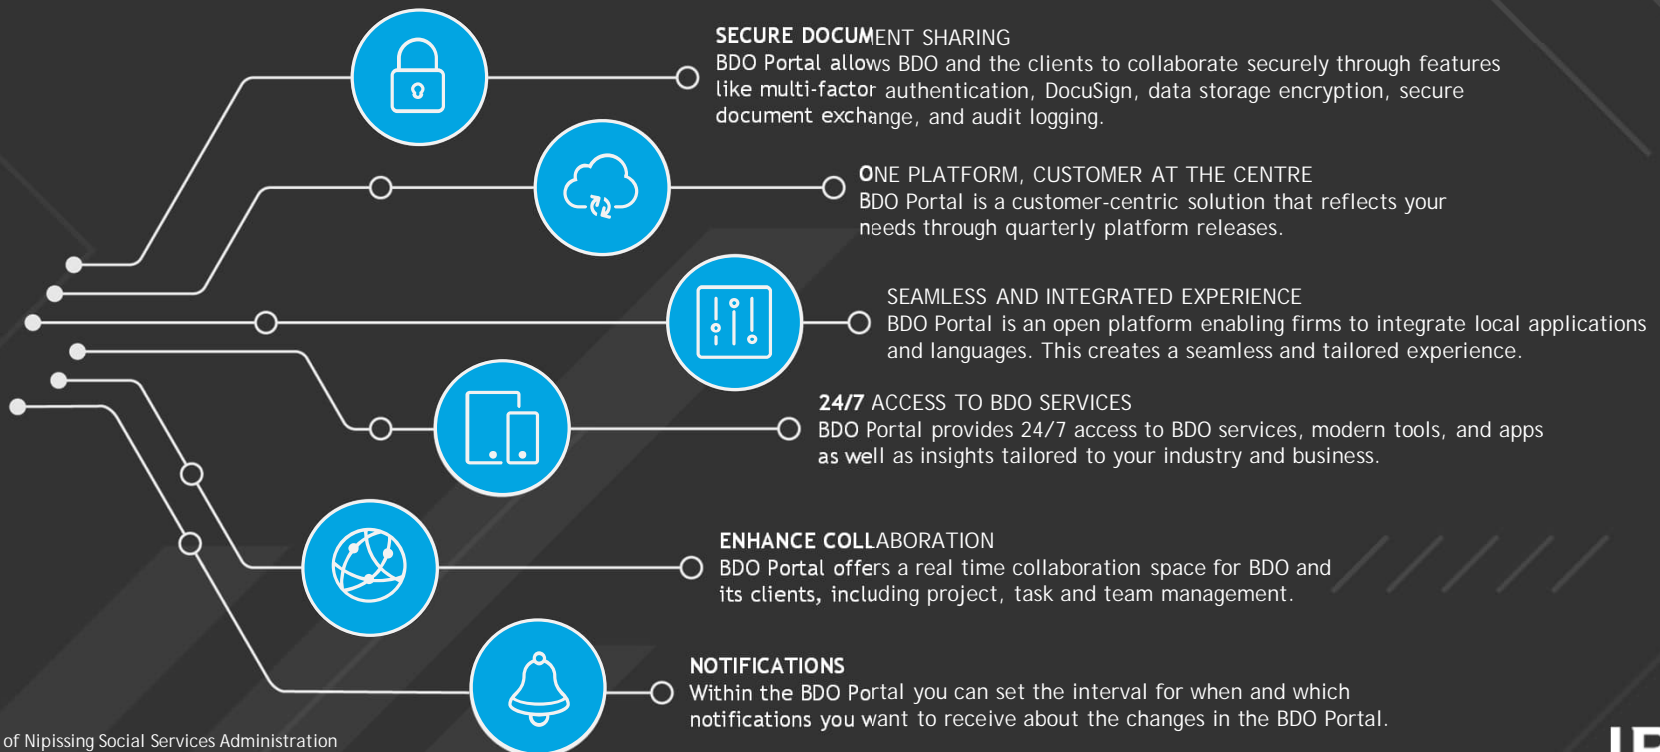 SECURE DOCUMENT SHARING
BDO Portal allows BDO and the clients to collaborate securely through features
like multi-factor authentication, DocuSign, data storage encryption, secure
document exchange, and audit logging.
ONE PLATFORM, CUSTOMER AT THE CENTRE
BDO Portal is a customer-centric solution that reflects your
needs through quarterly platform releases.
SEAMLESS AND INTEGRATED EXPERIENCE
BDO Portal is an open platform enabling firms to integrate local applications
and languages. This creates a seamless and tailored experience.
24/7 ACCESS TO BDO SERVICES
BDO Portal provides 24/7 access to BDO services, modern tools, and apps
as well as insights tailored to your industry and business.
ENHANCE COLLABORATION
BDO Portal offers a real time collaboration space for BDO and
its clients, including project, task and team management.
NOTIFICATIONS
Within the BDO Portal you can set the interval for when and which
notifications you want to receive about the changes in the BDO Portal.
of Nipissing Social Services Administration